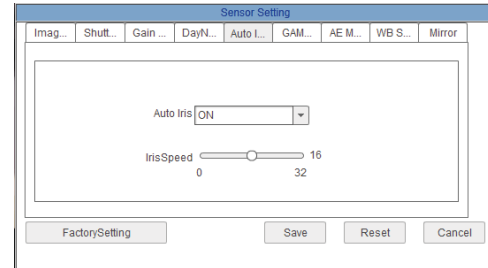 Sensor Setting
Imag... Shutt... Gain ... DayN... Auto I... GAM... AE M... WB S... Mirror
Auto Iris ON
IrisSpeed 16
0 32
FactorySetting Save Reset Cancel